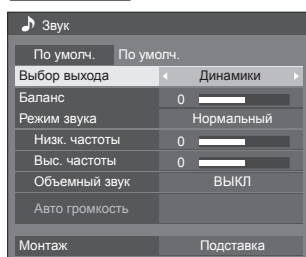 Звук
По умолч. По умолч.
Выбор выхода Динамики
Баланс 0
Режим звука Нормальный
Низк. частоты 0
Выс. частоты 0
Объемный звук ВЫКЛ
Авто громкость
Монтаж Подставка